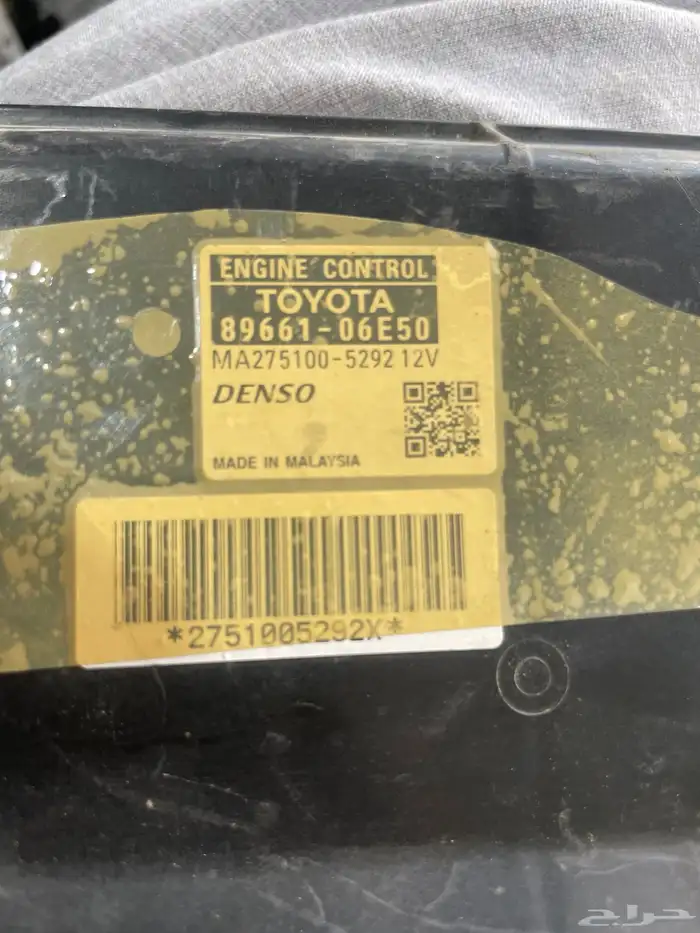 ENGINE CONTROL
TOYOTA
89661-06E50
MA275100-5292 12V
DENSO
MADE IN MALAYSIA
*2751005292X*
حراج